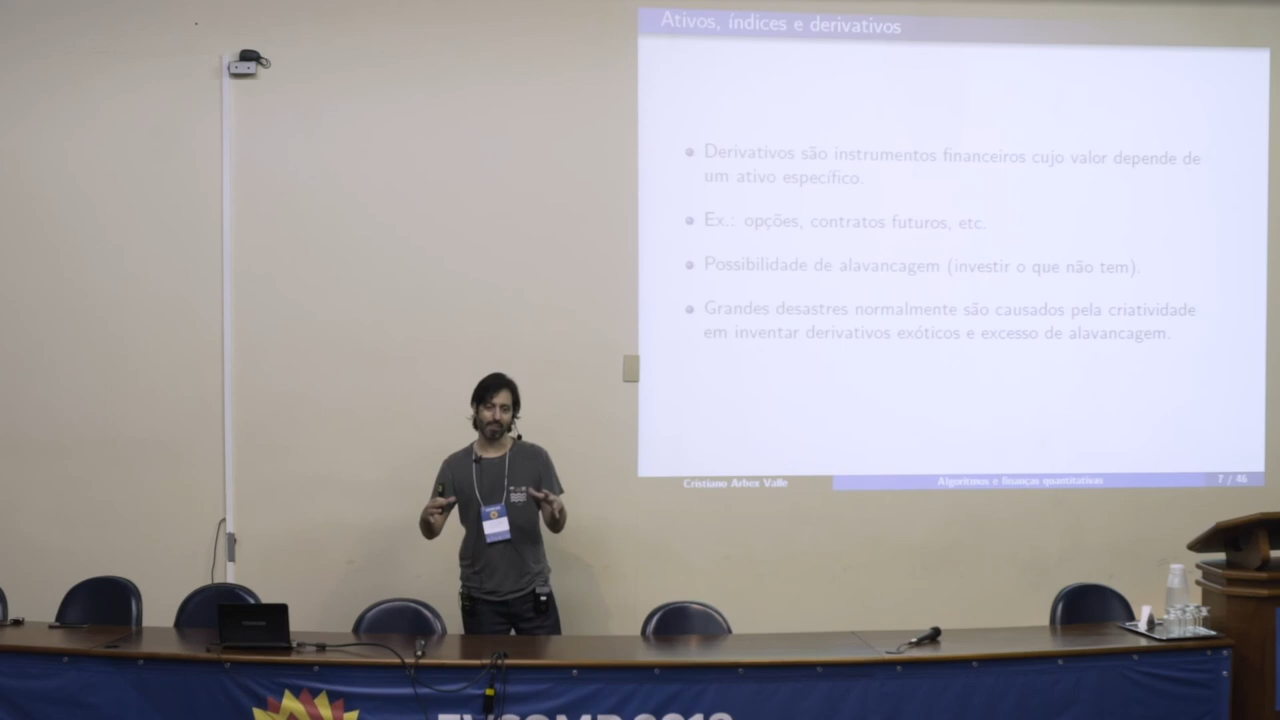 Ativos, índices e derivativos
Derivativos são instrumentos financeiros cujo valor depende de
um ativo específico.
Ex.: opções, contratos futuros, etc.
Possibilidade de alavancagem (investir o que não tem).
Grandes desastres normalmente são causados pela criatividade
em inventar derivativos exóticos e excesso de alavancagem.
Cristiano Arbex Valle
Algoritmos e finanças quantitativas
7 / 46